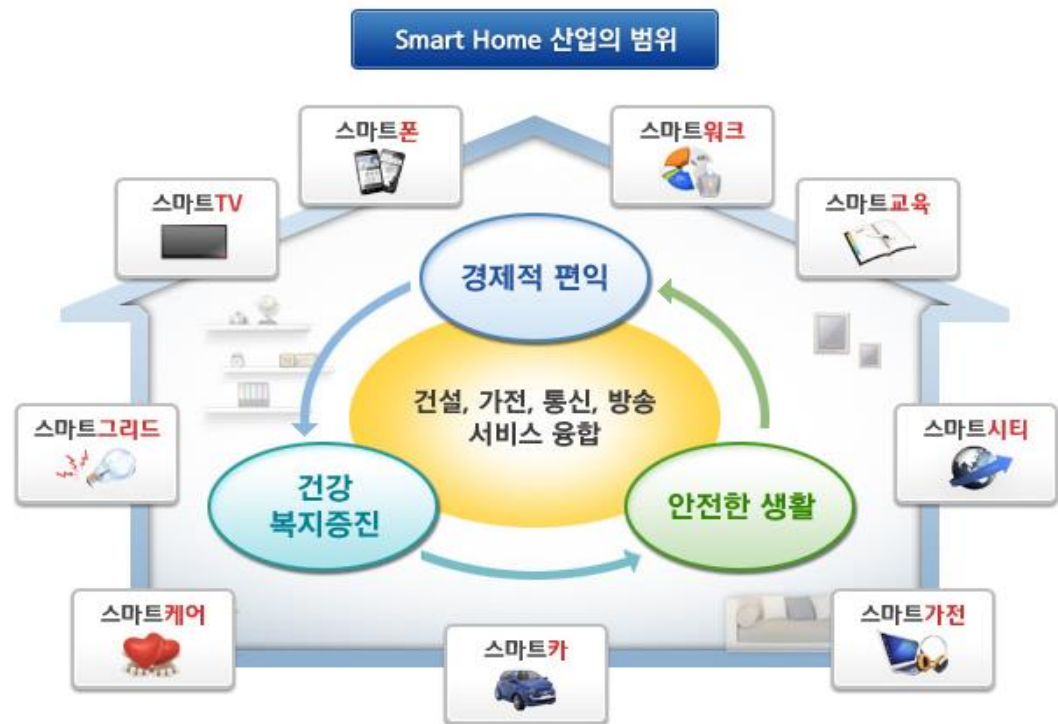 Smart Home 산업의 범위
스마트폰
스마트워크
스마트TV
스마트교육
경제적 편익
건설, 가전, 통신, 방송
서비스 융합
스마트그리드
스마트시티
건강
복지증진
안전한 생활
스마트케어
스마트카
스마트가전